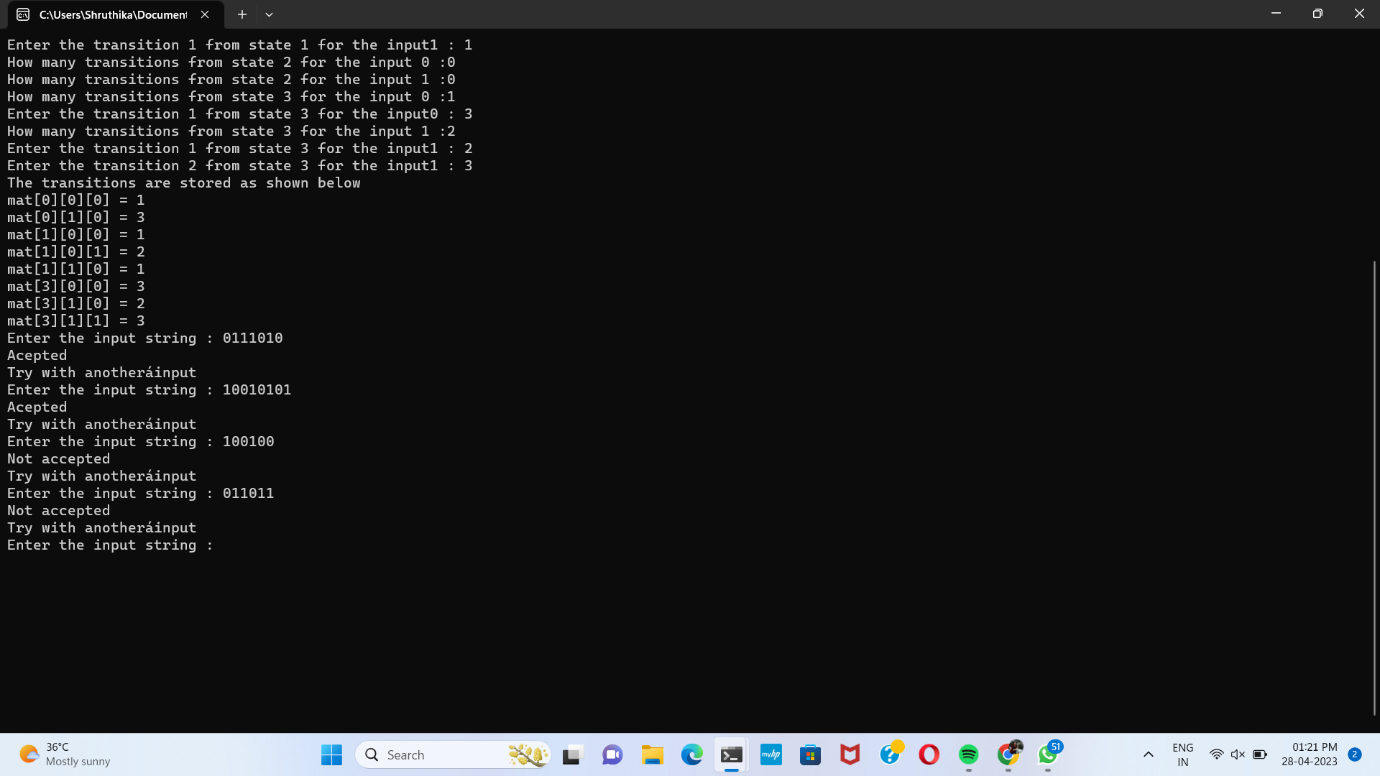 C:\Users\Shruthika\Document
Enter the transition 1 from state 1 for the input1 : 1
How many transitions from state 2 for the input 0 :0
How many transitions from state 2 for the input 1 :0
How many transitions from state 3 for the input 0 :1
Enter the transition 1 from state 3 for the input0 : 3
How many transitions from state 3 for the input 1 :2
Enter the transition 1 from state 3 for the input1 : 2
Enter the transition 2 from state 3 for the input1 : 3
The transitions are stored as shown below
mat[0][0][0] = 1
mat[0][1][0] = 3
mat[1][0][0] = 1
mat[1][0][1] = 2
mat[1][1][0] = 1
mat[3][0][0] = 3
mat[3][1][0] = 2
mat[3][1][1] = 3
Enter the input string : 0111010
Acepted
Try with anotheráinput
Enter the input string : 10010101
Acepted
Try with anotheráinput
Enter the input string : 100100
Not accepted
Try with anotheráinput
Enter the input string : 011011
Not accepted
Try with anotheráinput
Enter the input string :
36°C
Mostly sunny
Search
myhp
51
ENG
IN
01:21 PM
28-04-2023
2